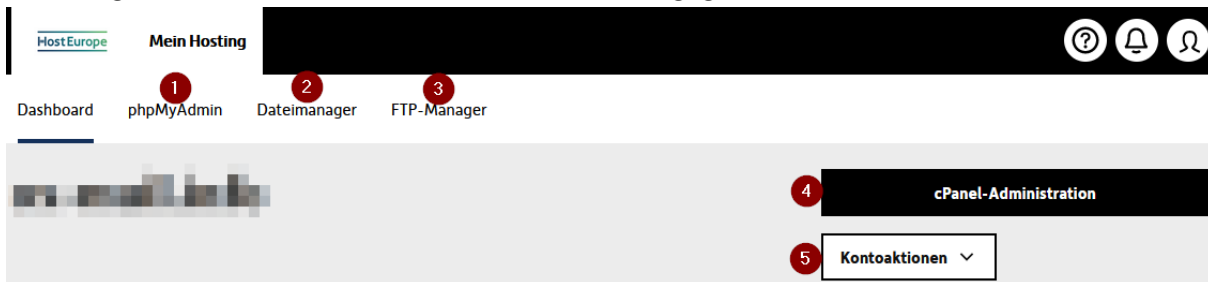 HostEurope Mein Hosting
1 2 3
Dashboard phpMyAdmin Dateimanager FTP-Manager
4 cPanel-Administration
5 Kontoaktionen